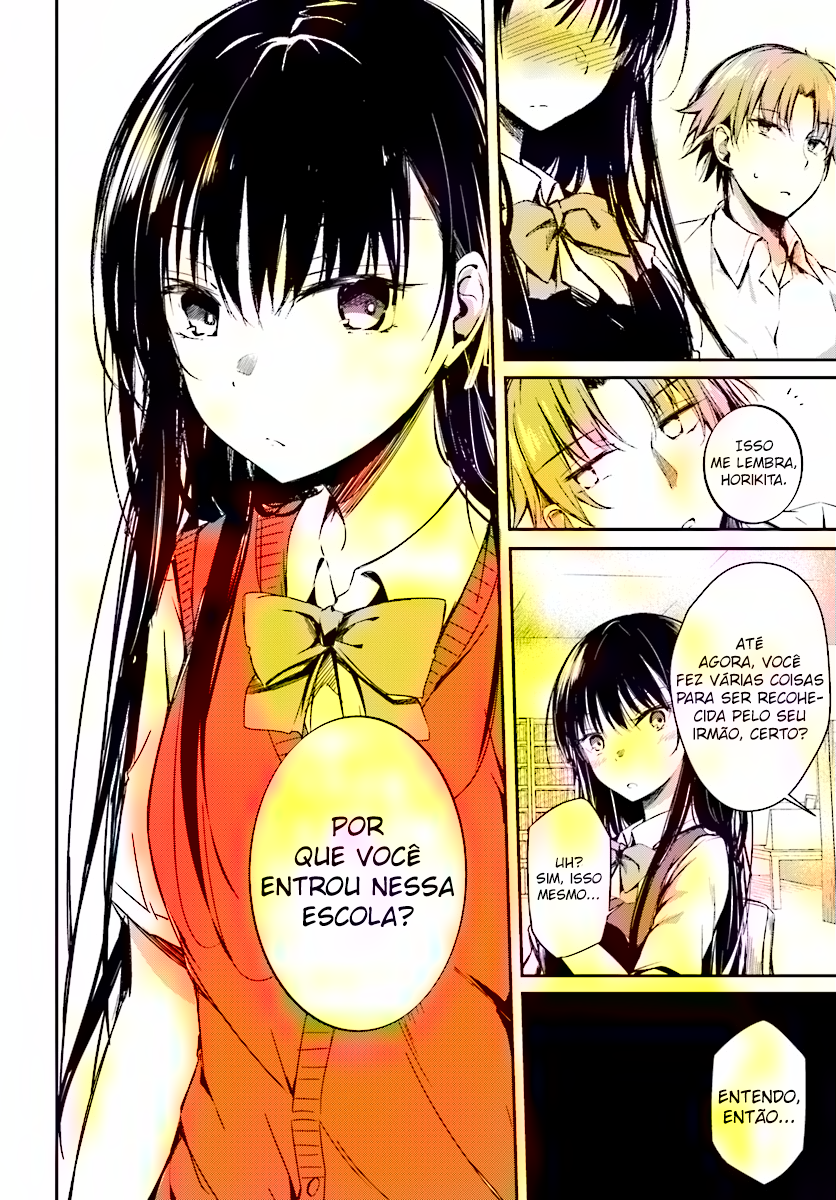 ISSO
ME LEMBRA,
HORIKITA.
ATÉ
AGORA, VOCÊ
FEZ VÁRIAS COISAS
PARA SER RECOHE-
CIDA PELO SEU
IRMÃO, CERTO?
UH?
SIM, ISSO
MESMO...
ENTENDO,
ENTÃO...
POR
QUE VOCÊ
ENTROU NESSA
ESCOLA?